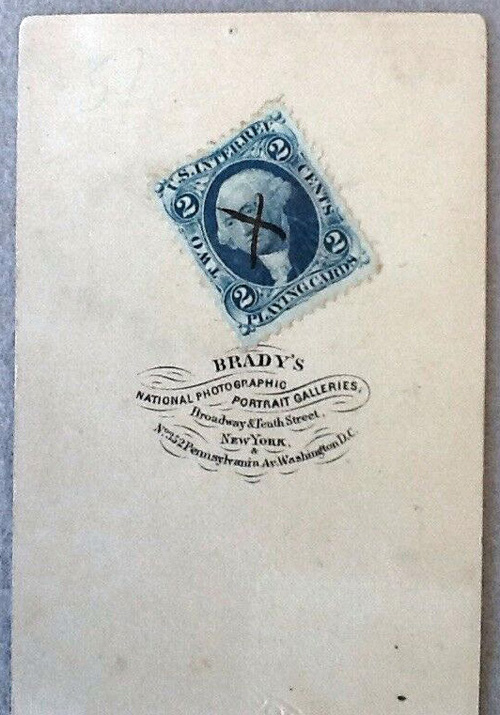 U.S. INTER. REV.
2
2
CENTS
TWO
2
2
PLAYING CARDS
BRADY'S
NATIONAL PHOTOGRAPHIC
PORTRAIT GALLERIES,
Broadway & Tenth Street,
NEW YORK,
&
No. 352 Pennsylvania Av. Washington D.C.